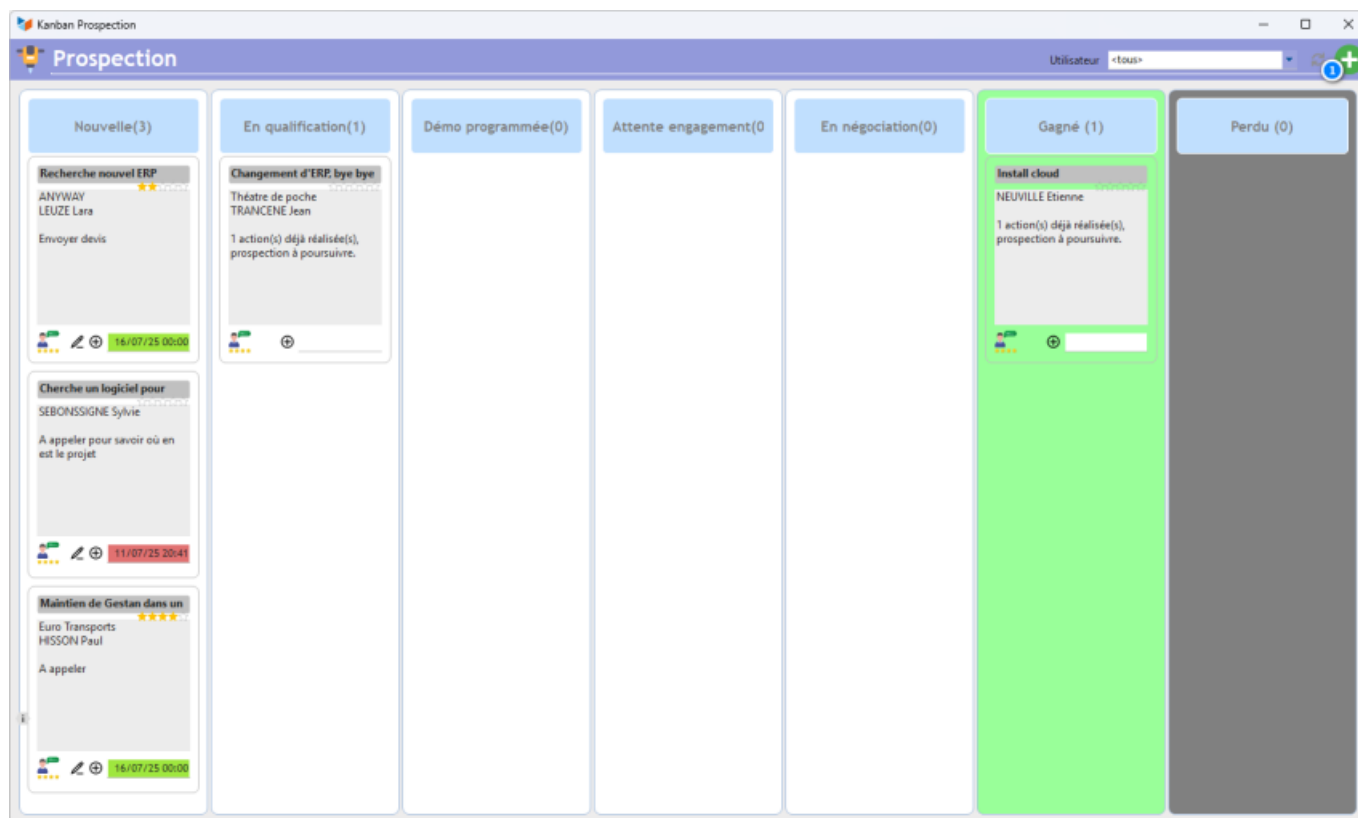 Kanban Prospection
Prospection
Utilisateur <tous>
1
Nouvelle(3)
En qualification(1)
Démo programmée(0)
Attente engagement(0
En négociation(0)
Gagné (1)
Perdu (0)
Recherche nouvel ERP
ANYWAY
LEUZE Lara
Envoyer devis
16/07/25 00:00
Cherche un logiciel pour
SEBONSSIGNE Sylvie
A appeler pour savoir où en
est le projet
11/07/25 20:41
Maintien de Gestan dans un
Euro Transports
HISSON Paul
A appeler
16/07/25 00:00
Changement d'ERP, bye bye
Théatre de poche
TRANCENE Jean
1 action(s) déjà réalisée(s),
prospection à poursuivre.
Install cloud
NEUVILLE Etienne
1 action(s) déjà réalisée(s),
prospection à poursuivre.